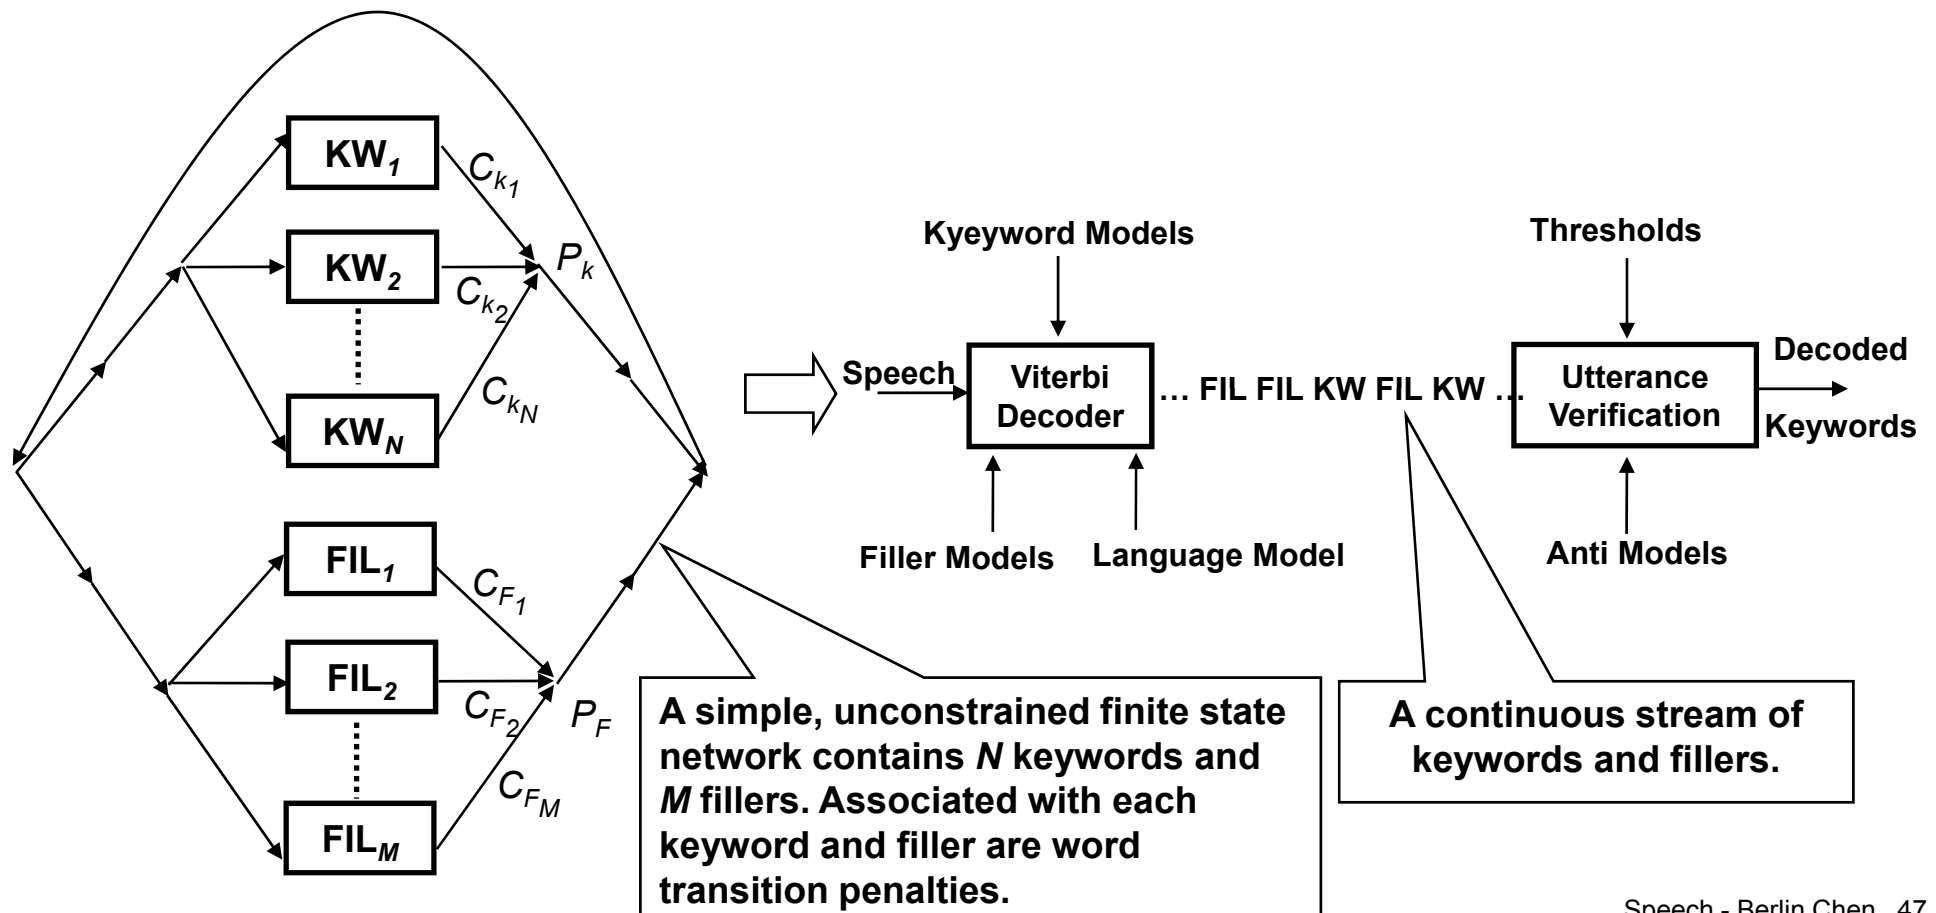 KW1
Ck1
KW2
Ck2
Pk
KWN
CkN
FIL1
CF1
FIL2
CF2
PF
FILM
CFM
Kyeyword Models
Speech
Viterbi
Decoder
Filler Models
Language Model
... FIL FIL KW FIL KW ...
Thresholds
Utterance
Verification
Anti Models
Decoded
Keywords
A simple, unconstrained finite state
network contains N keywords and
M fillers. Associated with each
keyword and filler are word
transition penalties.
A continuous stream of
keywords and fillers.
Speech - Berlin Chen 47